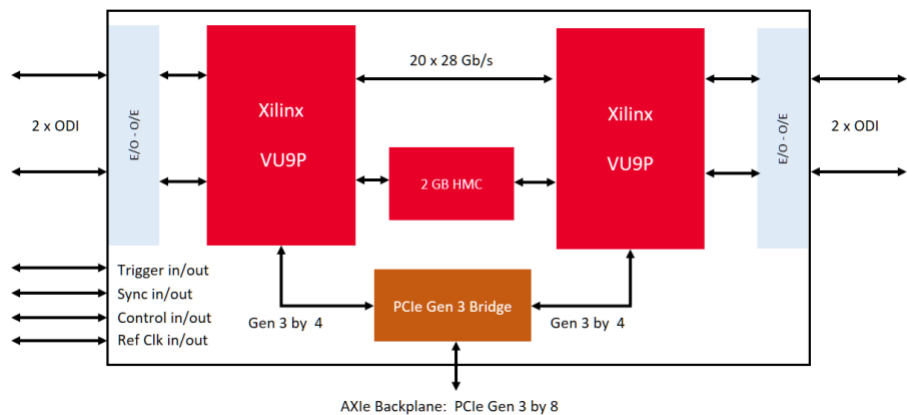 20 x 28 Gb/s
2 x ODI
E/O - O/E
Xilinx
VU9P
2 GB HMC
Xilinx
VU9P
E/O - O/E
2 x ODI
Trigger in/out
Sync in/out
Control in/out
Ref Clk in/out
Gen 3 by  4
PCIe Gen 3 Bridge
Gen 3 by  4
AXIe Backplane:  PCIe Gen 3 by 8